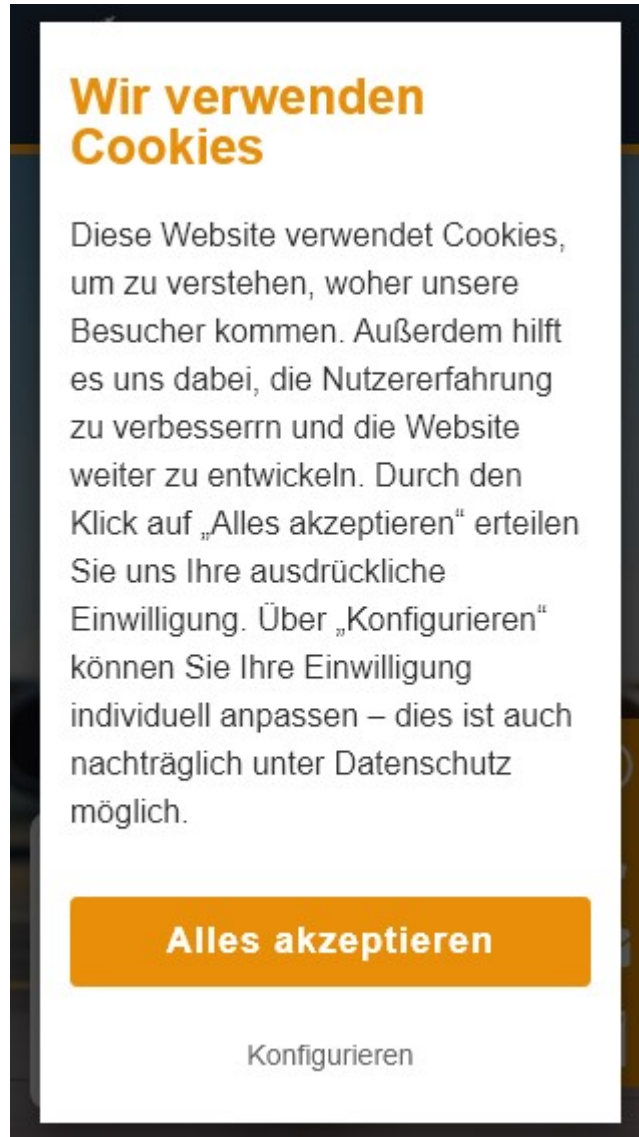 Wir verwenden
Cookies
Diese Website verwendet Cookies,
um zu verstehen, woher unsere
Besucher kommen. Außerdem hilft
es uns dabei, die Nutzererfahrung
zu verbesserrn und die Website
weiter zu entwickeln. Durch den
Klick auf „Alles akzeptieren“ erteilen
Sie uns Ihre ausdrückliche
Einwilligung. Über „Konfigurieren“
können Sie Ihre Einwilligung
individuell anpassen – dies ist auch
nachträglich unter Datenschutz
möglich.
Alles akzeptieren
Konfigurieren